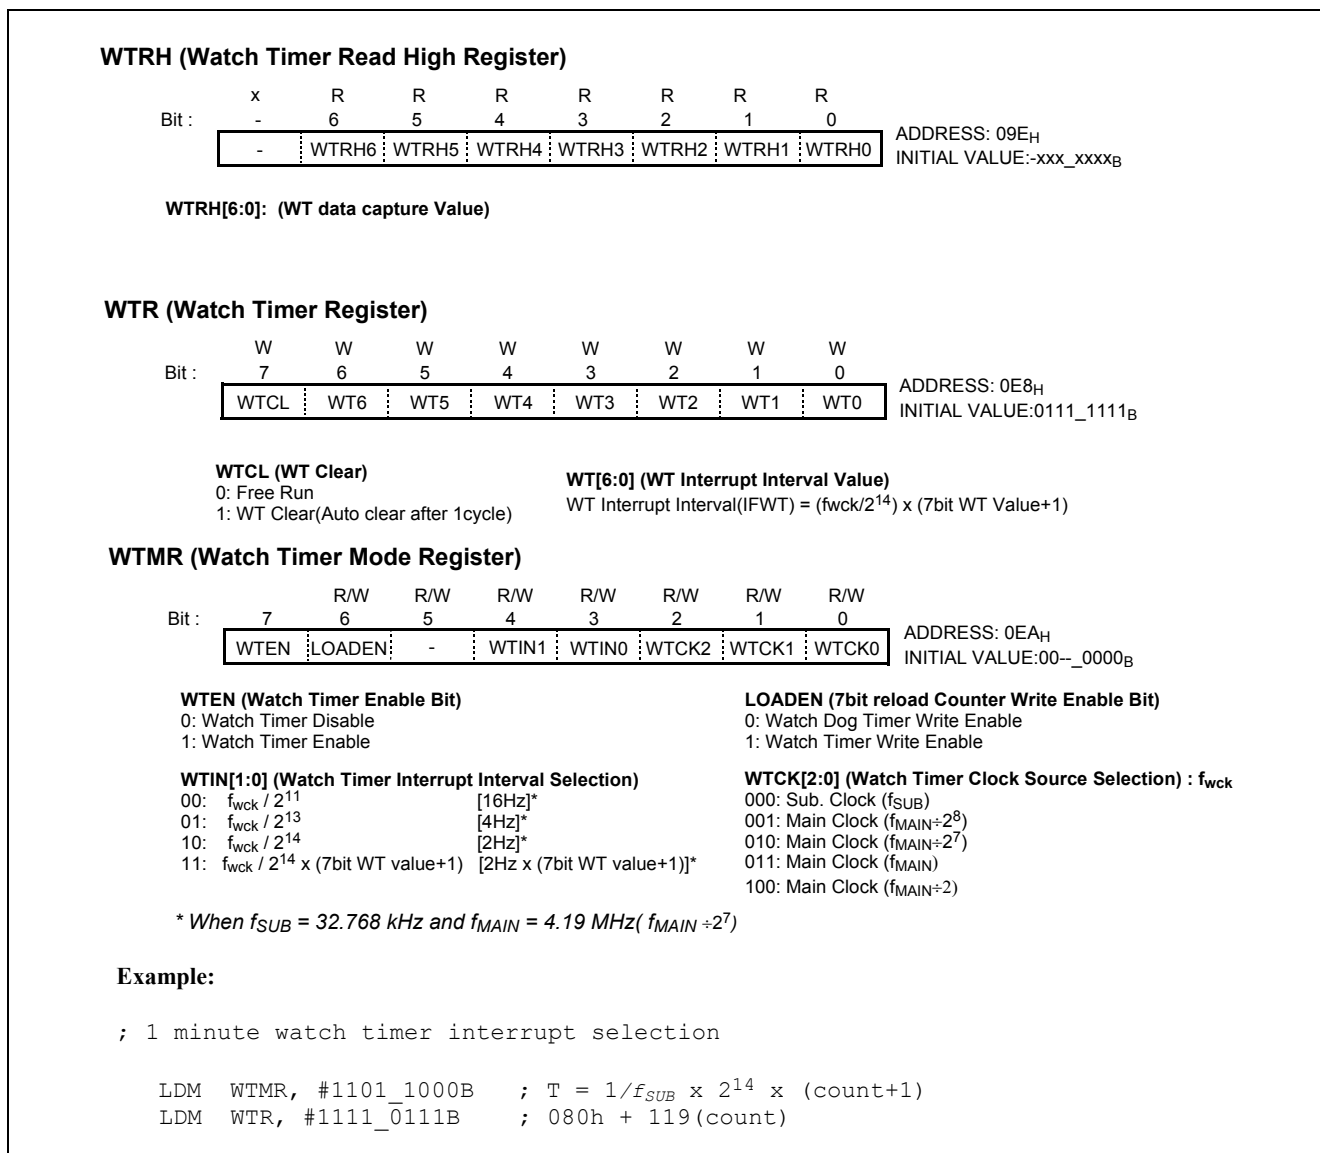 WTRH (Watch Timer Read High Register)
x R R R R R R R
Bit : - 6 5 4 3 2 1 0
- WTRH6 WTRH5 WTRH4 WTRH3 WTRH2 WTRH1 WTRH0
ADDRESS: 09EH
INITIAL VALUE:-xxx_xxxxB
WTRH[6:0]: (WT data capture Value)
WTR (Watch Timer Register)
W W W W W W W W
Bit : 7 6 5 4 3 2 1 0
WTCL WT6 WT5 WT4 WT3 WT2 WT1 WT0
ADDRESS: 0E8H
INITIAL VALUE:0111_1111B
WTCL (WT Clear)
0: Free Run
1: WT Clear(Auto clear after 1cycle)
WT[6:0] (WT Interrupt Interval Value)
WT Interrupt Interval(IFWT) = (fwck/2^14) x (7bit WT Value+1)
WTMR (Watch Timer Mode Register)
R/W R/W R/W R/W R/W R/W R/W
Bit : 7 6 5 4 3 2 1 0
WTEN LOADEN - WTIN1 WTIN0 WTCK2 WTCK1 WTCK0
ADDRESS: 0EAH
INITIAL VALUE:00--_0000B
WTEN (Watch Timer Enable Bit)
0: Watch Timer Disable
1: Watch Timer Enable
LOADEN (7bit reload Counter Write Enable Bit)
0: Watch Dog Timer Write Enable
1: Watch Timer Write Enable
WTIN[1:0] (Watch Timer Interrupt Interval Selection)
00: fwck / 2^11 [16Hz]*
01: fwck / 2^13 [4Hz]*
10: fwck / 2^14 [2Hz]*
11: fwck / 2^14 x (7bit WT value+1) [2Hz x (7bit WT value+1)]*
WTCK[2:0] (Watch Timer Clock Source Selection) : fwck
000: Sub. Clock (fSUB)
001: Main Clock (fMAIN÷2^8)
010: Main Clock (fMAIN÷2^7)
011: Main Clock (fMAIN)
100: Main Clock (fMAIN÷2)
* When fSUB = 32.768 kHz and fMAIN = 4.19 MHz( fMAIN ÷2^7)
Example:
; 1 minute watch timer interrupt selection
LDM WTMR, #1101_1000B ; T = 1/fSUB x 2^14 x (count+1)
LDM WTR, #1111_0111B ; 080h + 119(count)